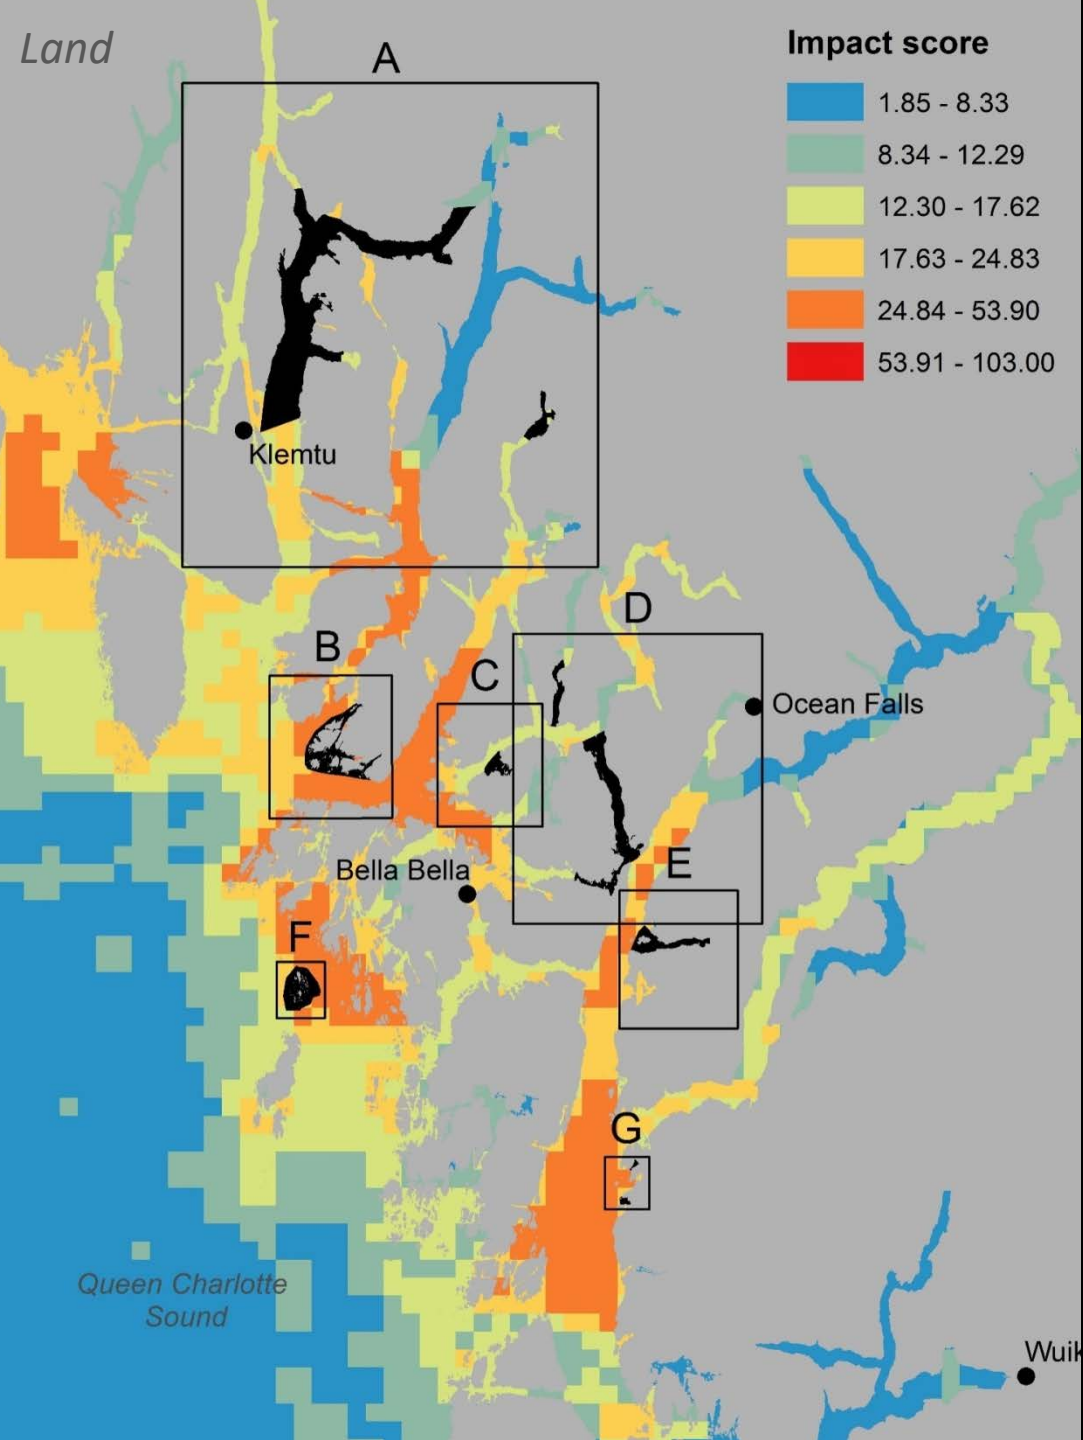 Land
A
Impact score
1.85 - 8.33
8.34 - 12.29
12.30 - 17.62
17.63 - 24.83
24.84 - 53.90
53.91 - 103.00
Klemtu
D
B
C
Ocean Falls
Bella Bella
E
F
G
Queen Charlotte
Sound
Wuik